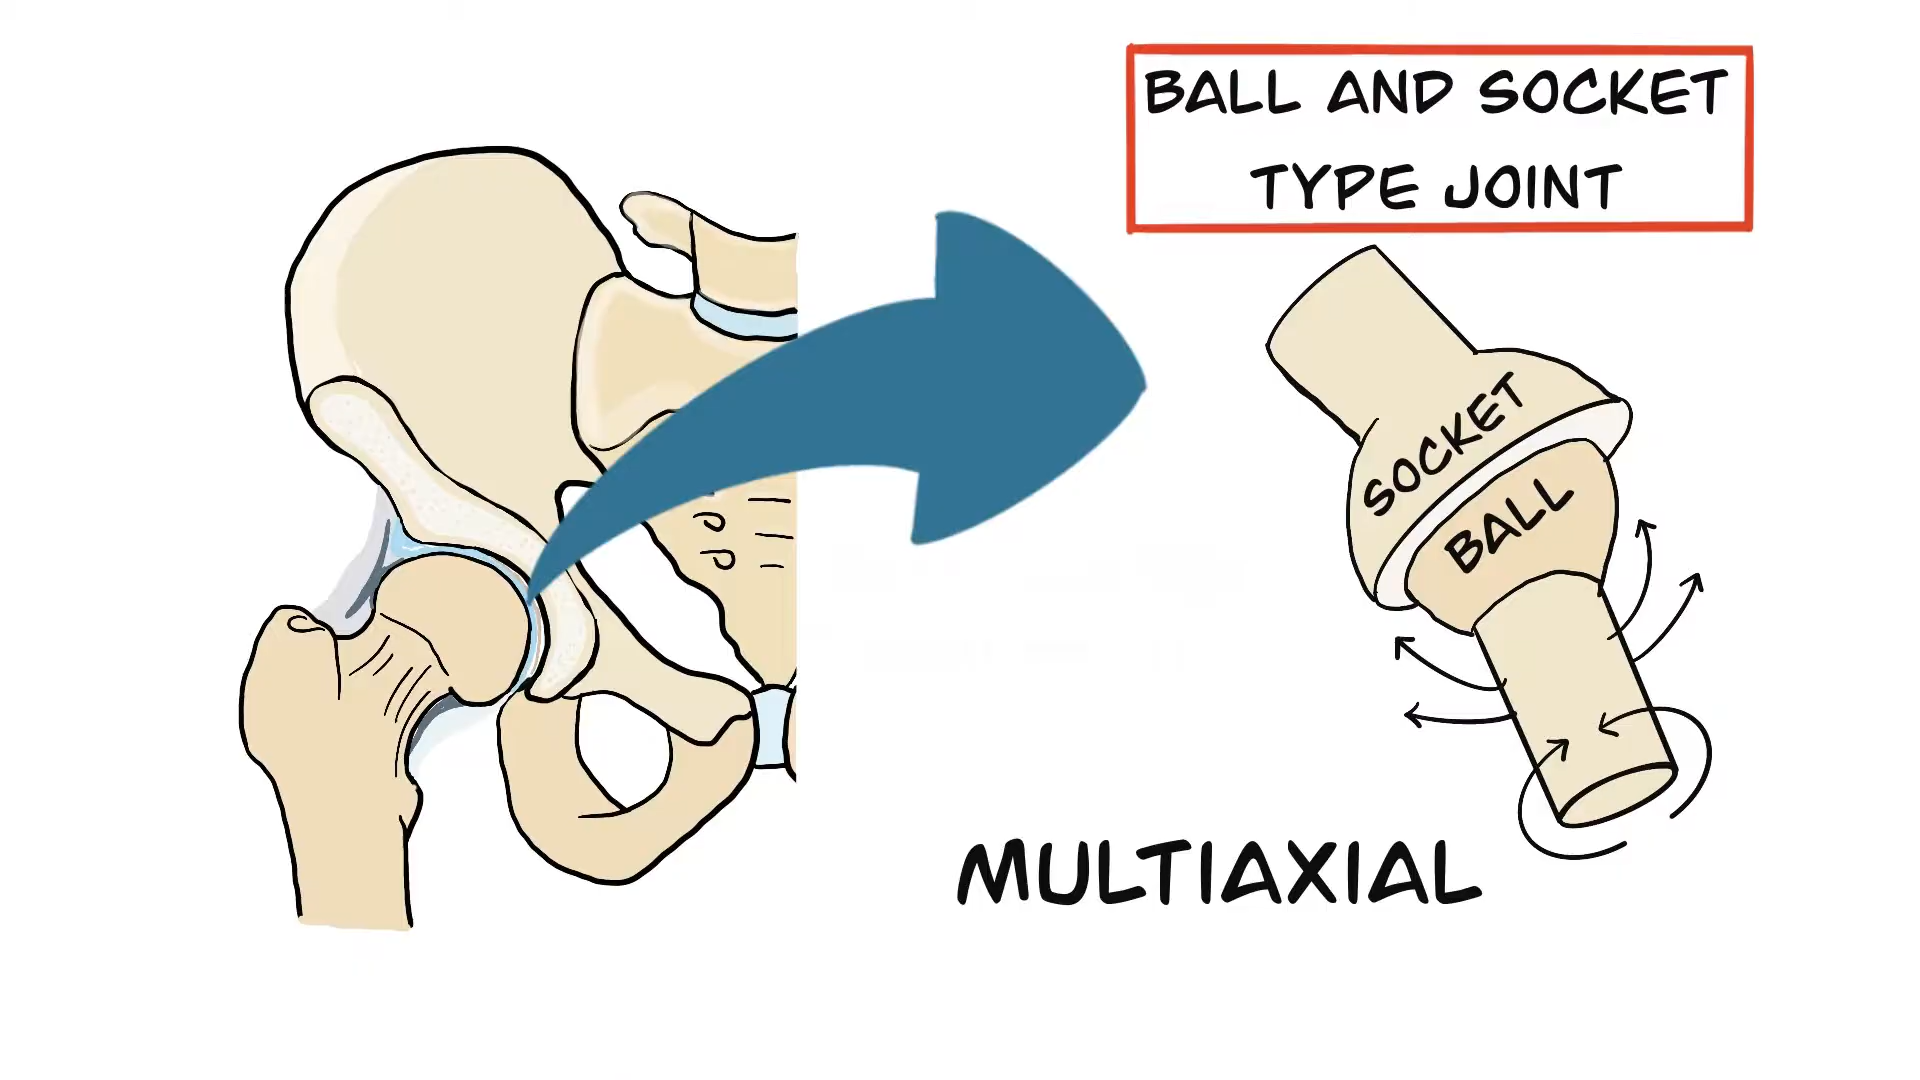 BALL AND SOCKET
TYPE JOINT
SOCKET
BALL
MULTIAXIAL